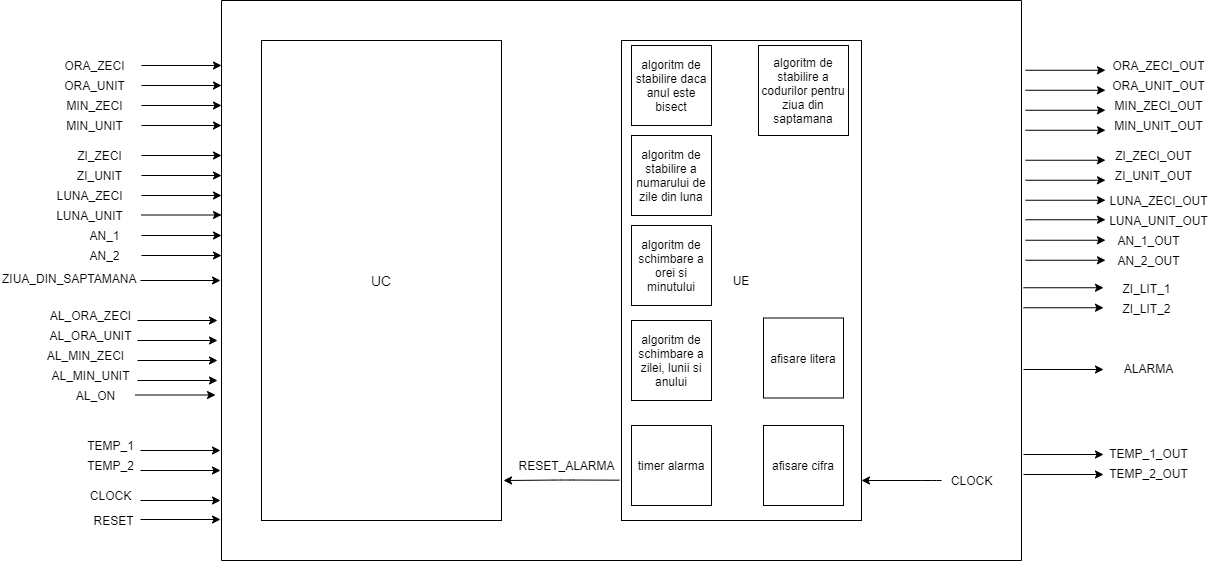 ORA_ZECI
ORA_UNIT
MIN_ZECI
MIN_UNIT
ZI_ZECI
ZI_UNIT
LUNA_ZECI
LUNA_UNIT
AN_1
AN_2
ZIUA_DIN_SAPTAMANA
AL_ORA_ZECI
AL_ORA_UNIT
AL_MIN_ZECI
AL_MIN_UNIT
AL_ON
TEMP_1
TEMP_2
CLOCK
RESET
UC
RESET_ALARMA
UE
algoritm de
stabilire daca
anul este
bisect
algoritm de
stabilire a
codurilor pentru
ziua din
saptamana
algoritm de
stabilire a
numarului de
zile din luna
algoritm de
schimbare a
orei si
minutului
algoritm de
schimbare a
zilei, lunii si
anului
afisare litera
timer alarma
afisare cifra
CLOCK
ORA_ZECI_OUT
ORA_UNIT_OUT
MIN_ZECI_OUT
MIN_UNIT_OUT
ZI_ZECI_OUT
ZI_UNIT_OUT
LUNA_ZECI_OUT
LUNA_UNIT_OUT
AN_1_OUT
AN_2_OUT
ZI_LIT_1
ZI_LIT_2
ALARMA
TEMP_1_OUT
TEMP_2_OUT